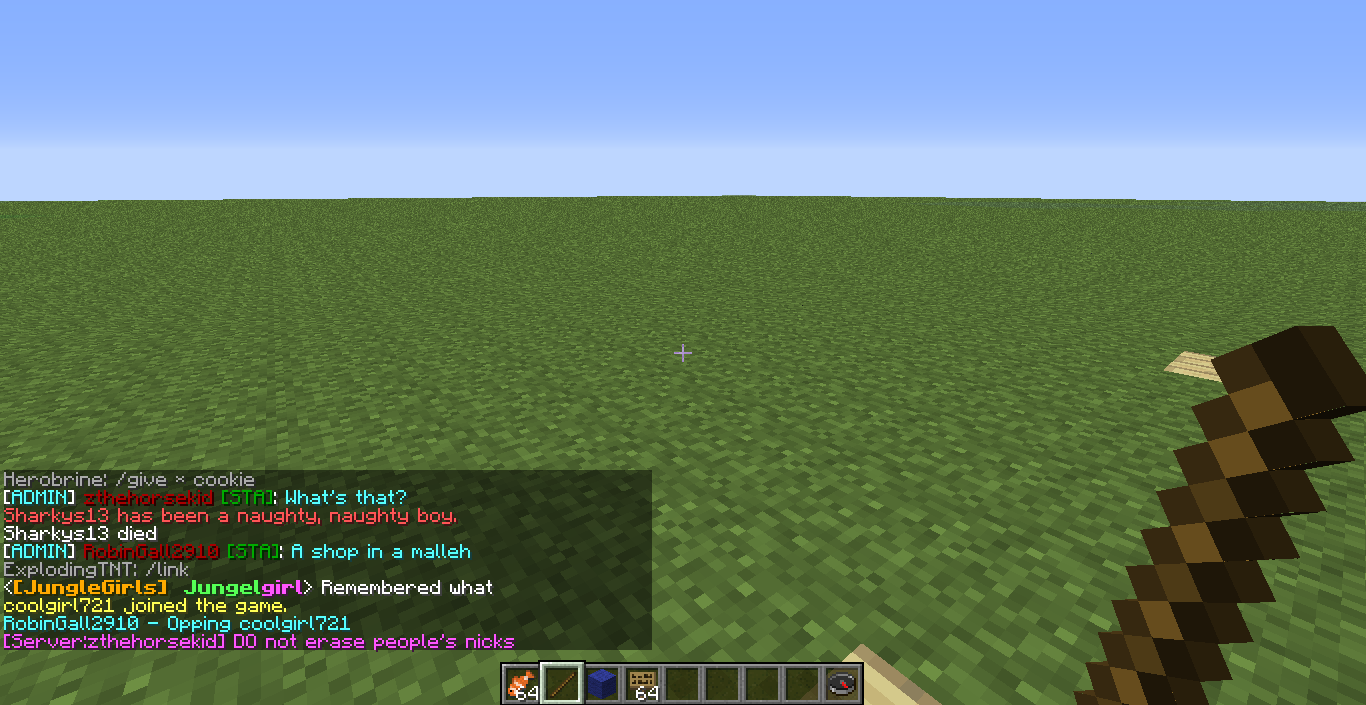 Herobrine: /give * cookie
[ADMIN] zthehorsekid [STA]: What's that?
Sharkys13 has been a naughty, naughty boy.
Sharkys13 died
[ADMIN] RobinGall2910 [STA]: A shop in a malleh
ExplodingTNT: /link
<[JungleGirls] Jungelgirl> Remembered what
coolgirl721 joined the game.
RobinGall2910 - Opping coolgirl721
[Server:zthehorsekid] DO not erase people's nicks
64 64